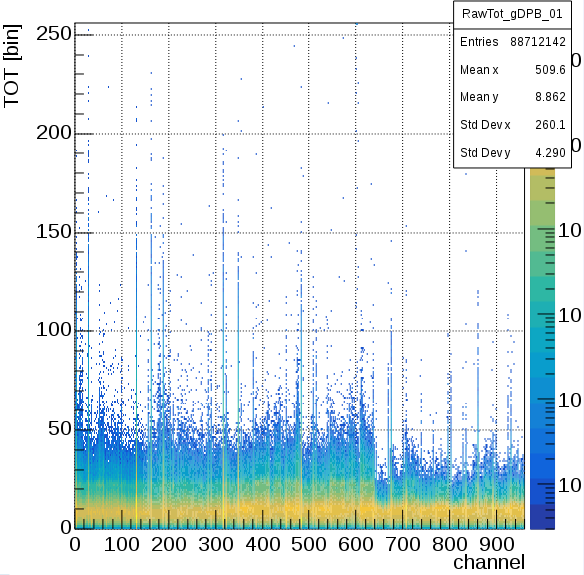 RawTot_gDPB_01
Entries 88712142
Mean x 509.6
Mean y 8.862
Std Dev x 260.1
Std Dev y 4.290
TOT [bin]
250
200
150
100
50
0
0 100 200 300 400 500 600 700 800 900
channel
0
0
10
10
10
10